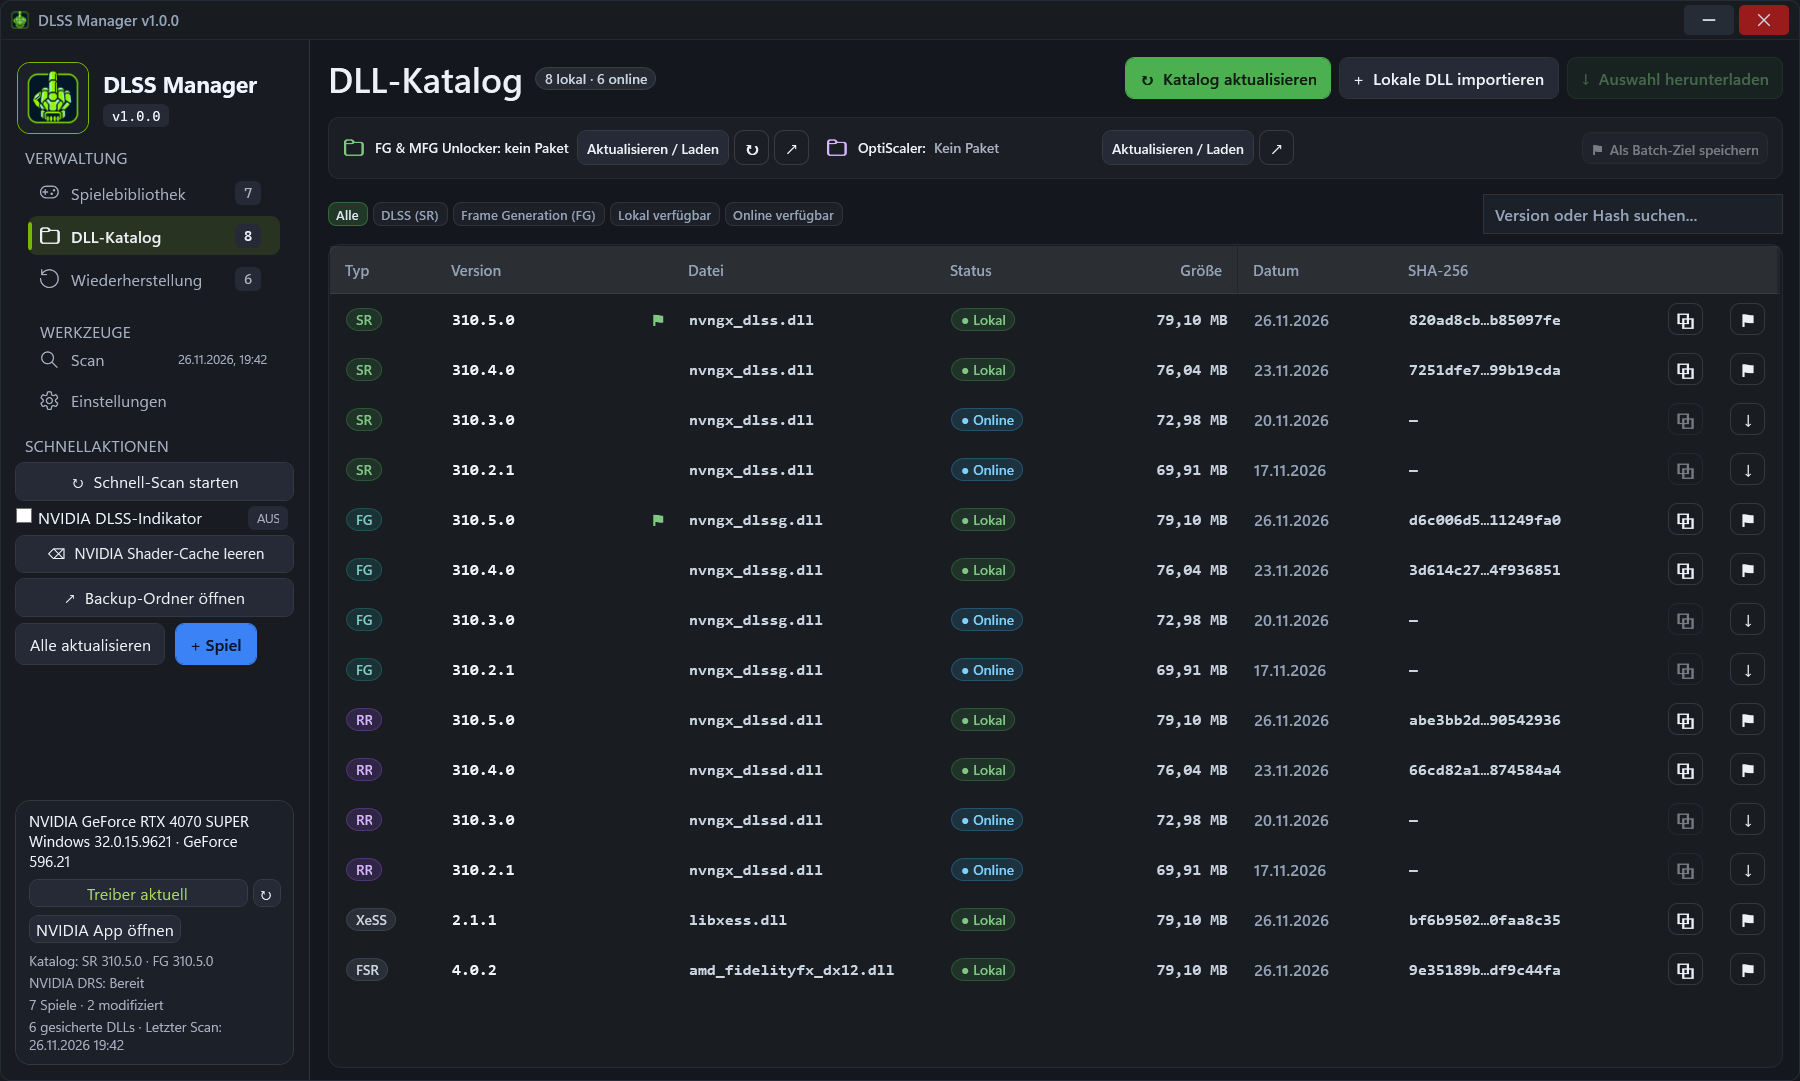 DLSS Manager v1.0.0
DLSS Manager
v1.0.0
VERWALTUNG
Spielebibliothek 7
DLL-Katalog 8
Wiederherstellung 6
WERKZEUGE
Scan 26.11.2026, 19:42
Einstellungen
SCHNELLAKTIONEN
↻ Schnell-Scan starten
NVIDIA DLSS-Indikator AUS
⌫ NVIDIA Shader-Cache leeren
↗ Backup-Ordner öffnen
Alle aktualisieren + Spiel
NVIDIA GeForce RTX 4070 SUPER
Windows 32.0.15.9621 · GeForce
596.21
Treiber aktuell ↻
NVIDIA App öffnen
Katalog: SR 310.5.0 · FG 310.5.0
NVIDIA DRS: Bereit
7 Spiele · 2 modifiziert
6 gesicherte DLLs · Letzter Scan:
26.11.2026 19:42
DLL-Katalog 8 lokal · 6 online ↻ Katalog aktualisieren + Lokale DLL importieren ↓ Auswahl herunterladen
FG & MFG Unlocker: kein Paket Aktualisieren / Laden ↻ ↗ OptiScaler: Kein Paket Aktualisieren / Laden ↗ Als Batch-Ziel speichern
Alle DLSS (SR) Frame Generation (FG) Lokal verfügbar Online verfügbar Version oder Hash suchen...
Typ Version Datei Status Größe Datum SHA-256
SR 310.5.0 nvngx_dlss.dll ● Lokal 79,10 MB 26.11.2026 820ad8cb…b85097fe
SR 310.4.0 nvngx_dlss.dll ● Lokal 76,04 MB 23.11.2026 7251dfe7…99b19cda
SR 310.3.0 nvngx_dlss.dll ● Online 72,98 MB 20.11.2026 — ↓
SR 310.2.1 nvngx_dlss.dll ● Online 69,91 MB 17.11.2026 — ↓
FG 310.5.0 nvngx_dlssg.dll ● Lokal 79,10 MB 26.11.2026 d6c006d5…11249fa0
FG 310.4.0 nvngx_dlssg.dll ● Lokal 76,04 MB 23.11.2026 3d614c27…4f936851
FG 310.3.0 nvngx_dlssg.dll ● Online 72,98 MB 20.11.2026 — ↓
FG 310.2.1 nvngx_dlssg.dll ● Online 69,91 MB 17.11.2026 — ↓
RR 310.5.0 nvngx_dlssd.dll ● Lokal 79,10 MB 26.11.2026 abe3bb2d…90542936
RR 310.4.0 nvngx_dlssd.dll ● Lokal 76,04 MB 23.11.2026 66cd82a1…874584a4
RR 310.3.0 nvngx_dlssd.dll ● Online 72,98 MB 20.11.2026 — ↓
RR 310.2.1 nvngx_dlssd.dll ● Online 69,91 MB 17.11.2026 — ↓
XeSS 2.1.1 libxess.dll ● Lokal 79,10 MB 26.11.2026 bf6b9502…0faa8c35
FSR 4.0.2 amd_fidelityfx_dx12.dll ● Lokal 79,10 MB 26.11.2026 9e35189b…df9c44fa